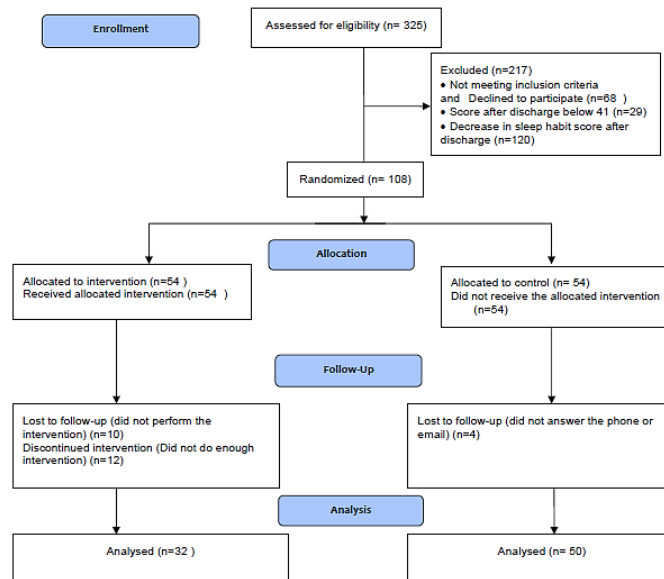 Enrollment
Assessed for eligibility (n= 325)
Excluded (n=217)
• Not meeting inclusion criteria
and Declined to participate (n=68 )
• Score after discharge below 41 (n=29)
• Decrease in sleep habit score after
discharge (n=120)
Randomized (n= 108)
Allocation
Allocated to intervention (n=54 )
Received allocated intervention (n=54 )
Allocated to control (n= 54)
Did not receive the allocated intervention
(n=54)
Follow-Up
Lost to follow-up (did not perform the
intervention) (n=10)
Discontinued intervention (Did not do enough
intervention) (n=12)
Lost to follow-up (did not answer the phone or
email) (n=4)
Analysis
Analysed (n=32 )
Analysed (n= 50)